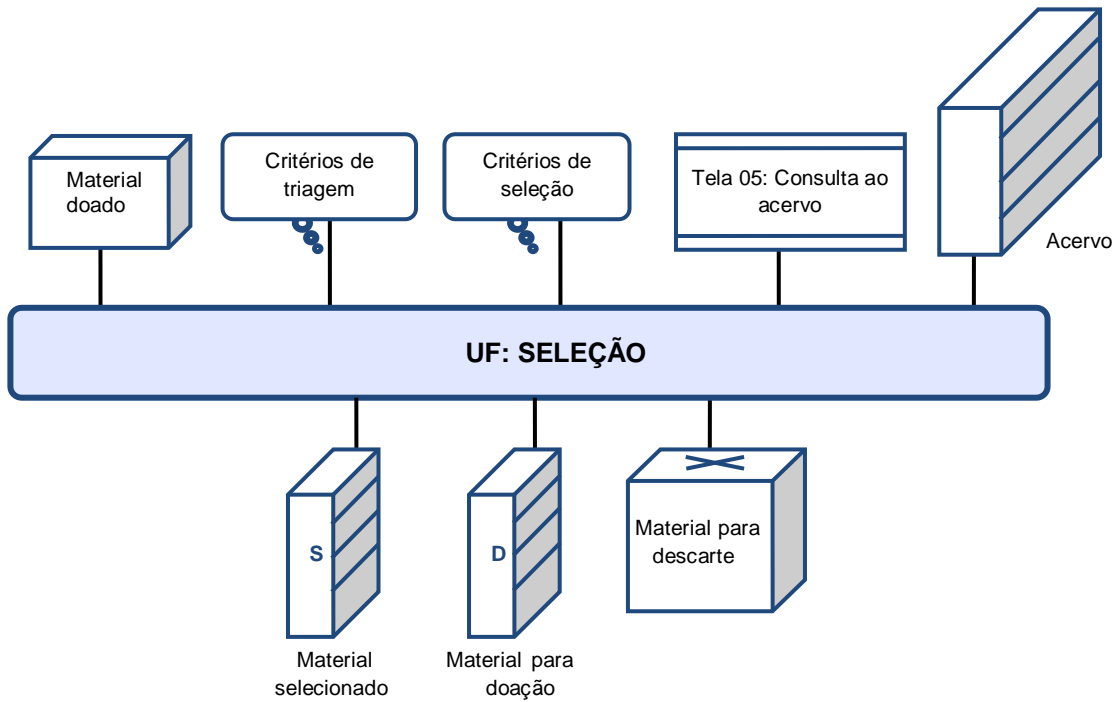 Material
doado
Critérios de
triagem
Critérios de
seleção
Tela 05: Consulta ao
acervo
Acervo
UF: SELEÇÃO
S
D
Material para
descarte
Material
selecionado
Material para
doação